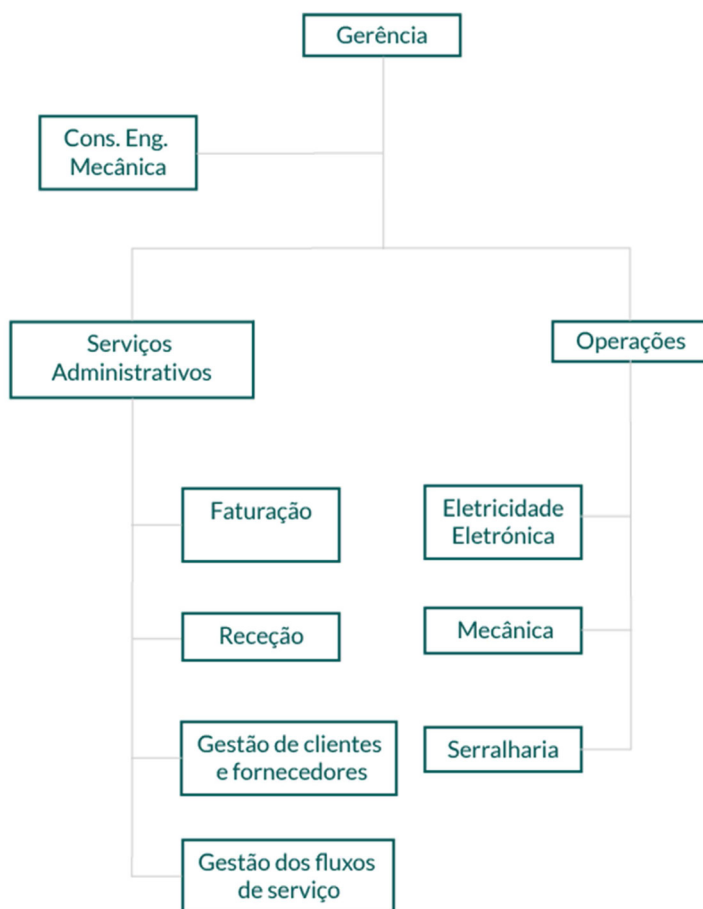 Gerência
Cons. Eng.
Mecânica
Serviços
Administrativos
Operações
Faturação
Receção
Gestão de clientes
e fornecedores
Gestão dos fluxos
de serviço
Eletricidade
Eletrónica
Mecânica
Serralharia